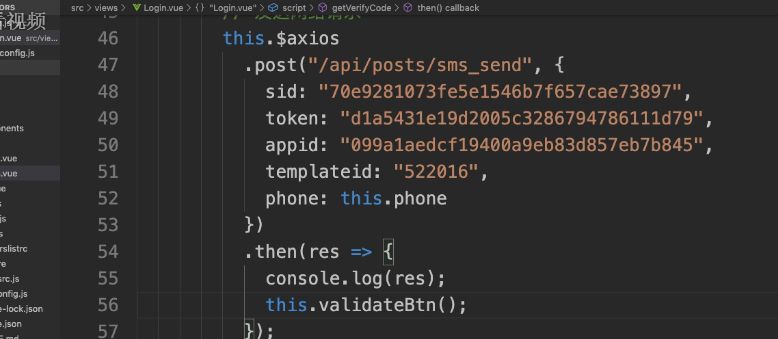 ORS
src > views > Login.vue > {} "Login.vue" > script > getVerifyCode > then() callback
看视频
.vue src/vie...
config.js
onents
.vue
.vue
ue
s
js
s
rslistrc
re
src.js
onfig.js
e-lock.json
e.json
46 this.$axios
47 .post("/api/posts/sms_send", {
48 sid: "70e9281073fe5e1546b7f657cae73897",
49 token: "d1a5431e19d2005c3286794786111d79",
50 appid: "099a1aedcf19400a9eb83d857eb7b845",
51 templateid: "522016",
52 phone: this.phone
53 })
54 .then(res => {
55 console.log(res);
56 this.validateBtn();
57 });